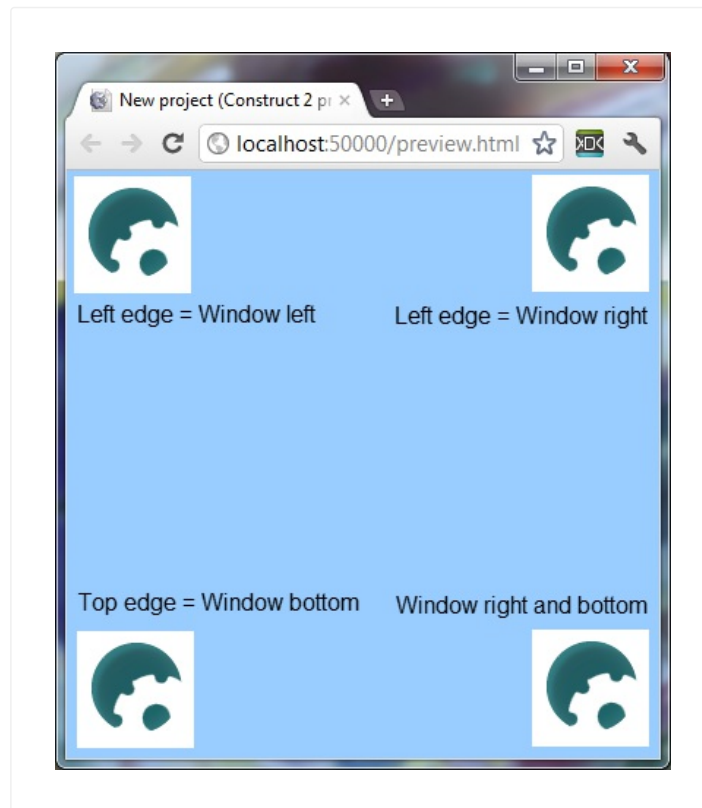 New project (Construct 2 pr
localhost:50000/preview.html
Left edge = Window left
Left edge = Window right
Top edge = Window bottom
Window right and bottom